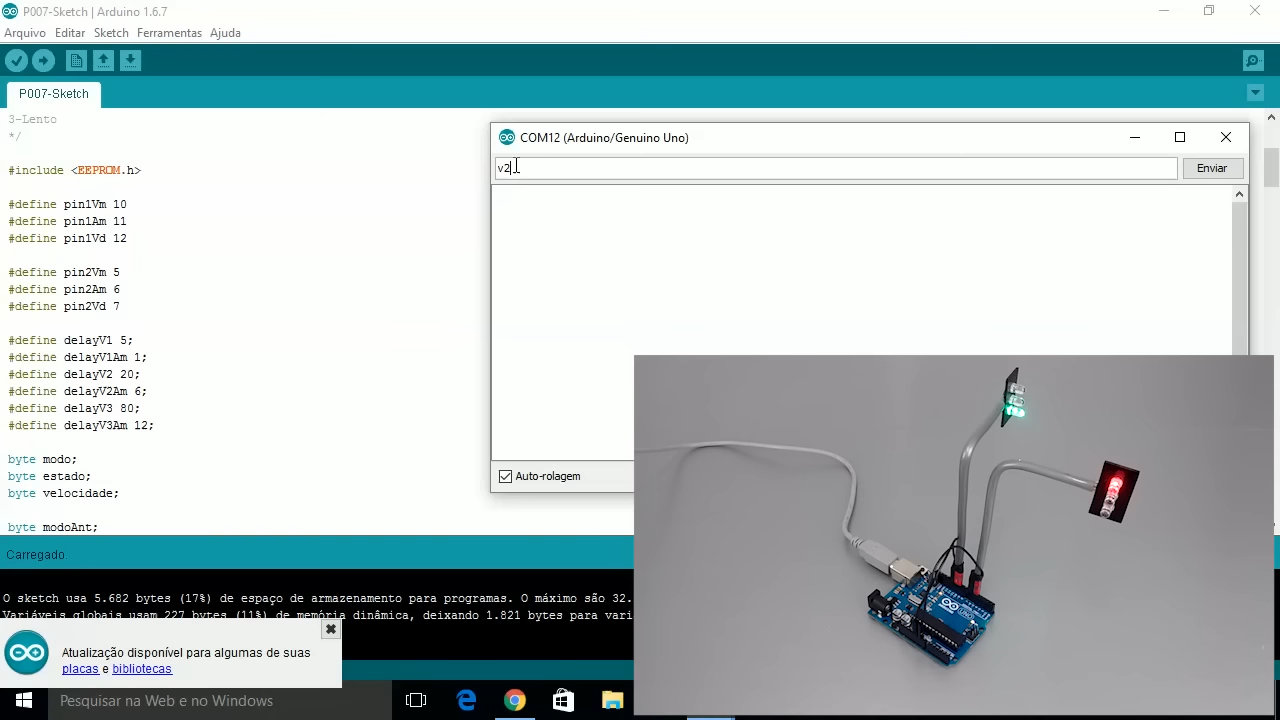 P007-Sketch | Arduino 1.6.7
Arquivo Editar Sketch Ferramentas Ajuda
P007-Sketch
3-Lento
*/
#include <EEPROM.h>
#define pin1Vm 10
#define pin1Am 11
#define pin1Vd 12
#define pin2Vm 5
#define pin2Am 6
#define pin2Vd 7
#define delayV1 5;
#define delayV1Am 1;
#define delayV2 20;
#define delayV2Am 6;
#define delayV3 80;
#define delayV3Am 12;
byte modo;
byte estado;
byte velocidade;
byte modoAnt;
COM12 (Arduino/Genuino Uno)
v2
Enviar
Auto-rolagem
Carregado.
O sketch usa 5.682 bytes (17%) de espaço de armazenamento para programas. O máximo são 32.
Variáveis globais usam 227 bytes (11%) de memória dinâmica, deixando 1.821 bytes para vari
Atualização disponível para algumas de suas
placas e bibliotecas
Pesquisar na Web e no Windows